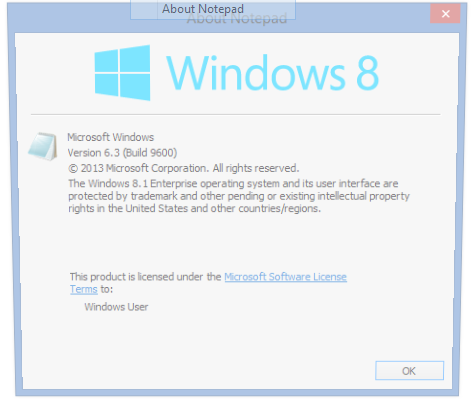 About Notepad
About Notepad
Windows 8
Microsoft Windows
Version 6.3 (Build 9600)
© 2013 Microsoft Corporation. All rights reserved.
The Windows 8.1 Enterprise operating system and its user interface are
protected by trademark and other pending or existing intellectual property
rights in the United States and other countries/regions.
This product is licensed under the Microsoft Software License
Terms to:
Windows User
OK